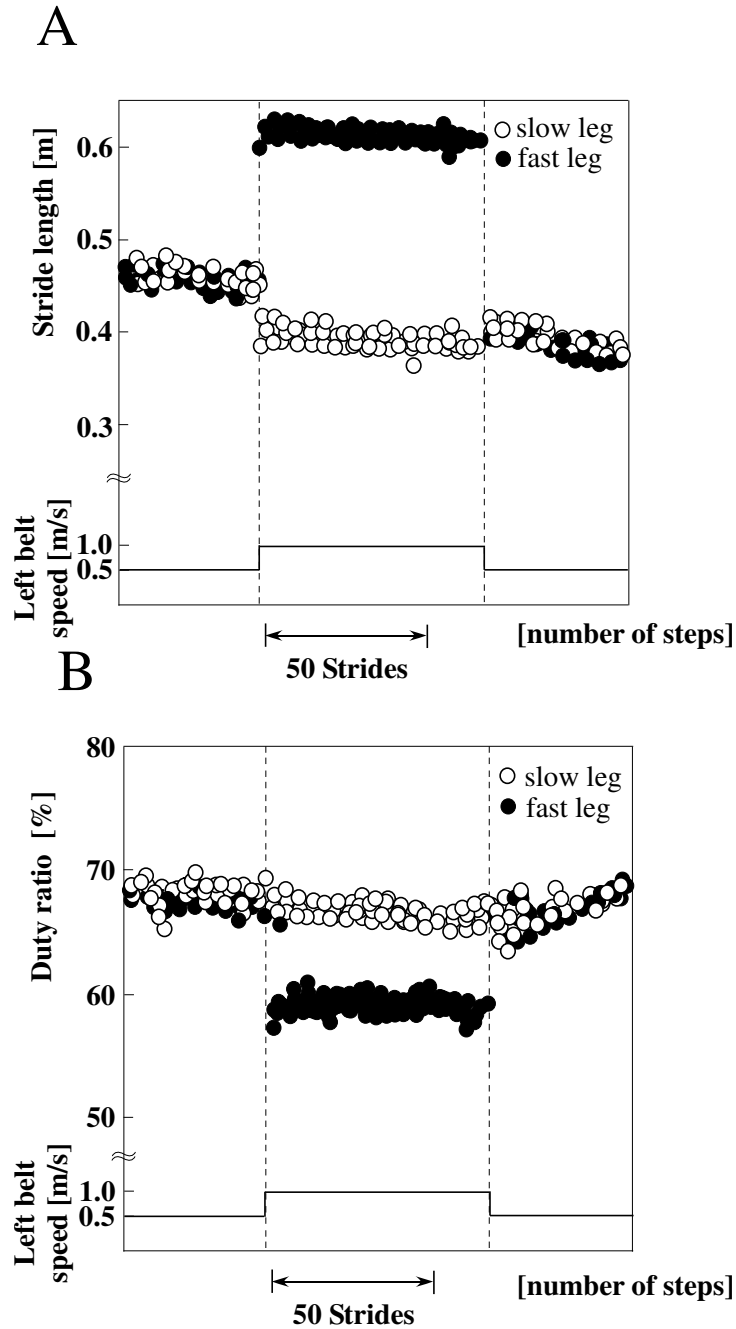 A
slow leg
fast leg
Stride length [m]
0.6
0.5
0.4
0.3
Left belt
speed [m/s]
1.0
0.5
[number of steps]
50 Strides
B
80
slow leg
fast leg
Duty ratio [%]
70
60
50
Left belt
speed [m/s]
1.0
0.5
[number of steps]
50 Strides